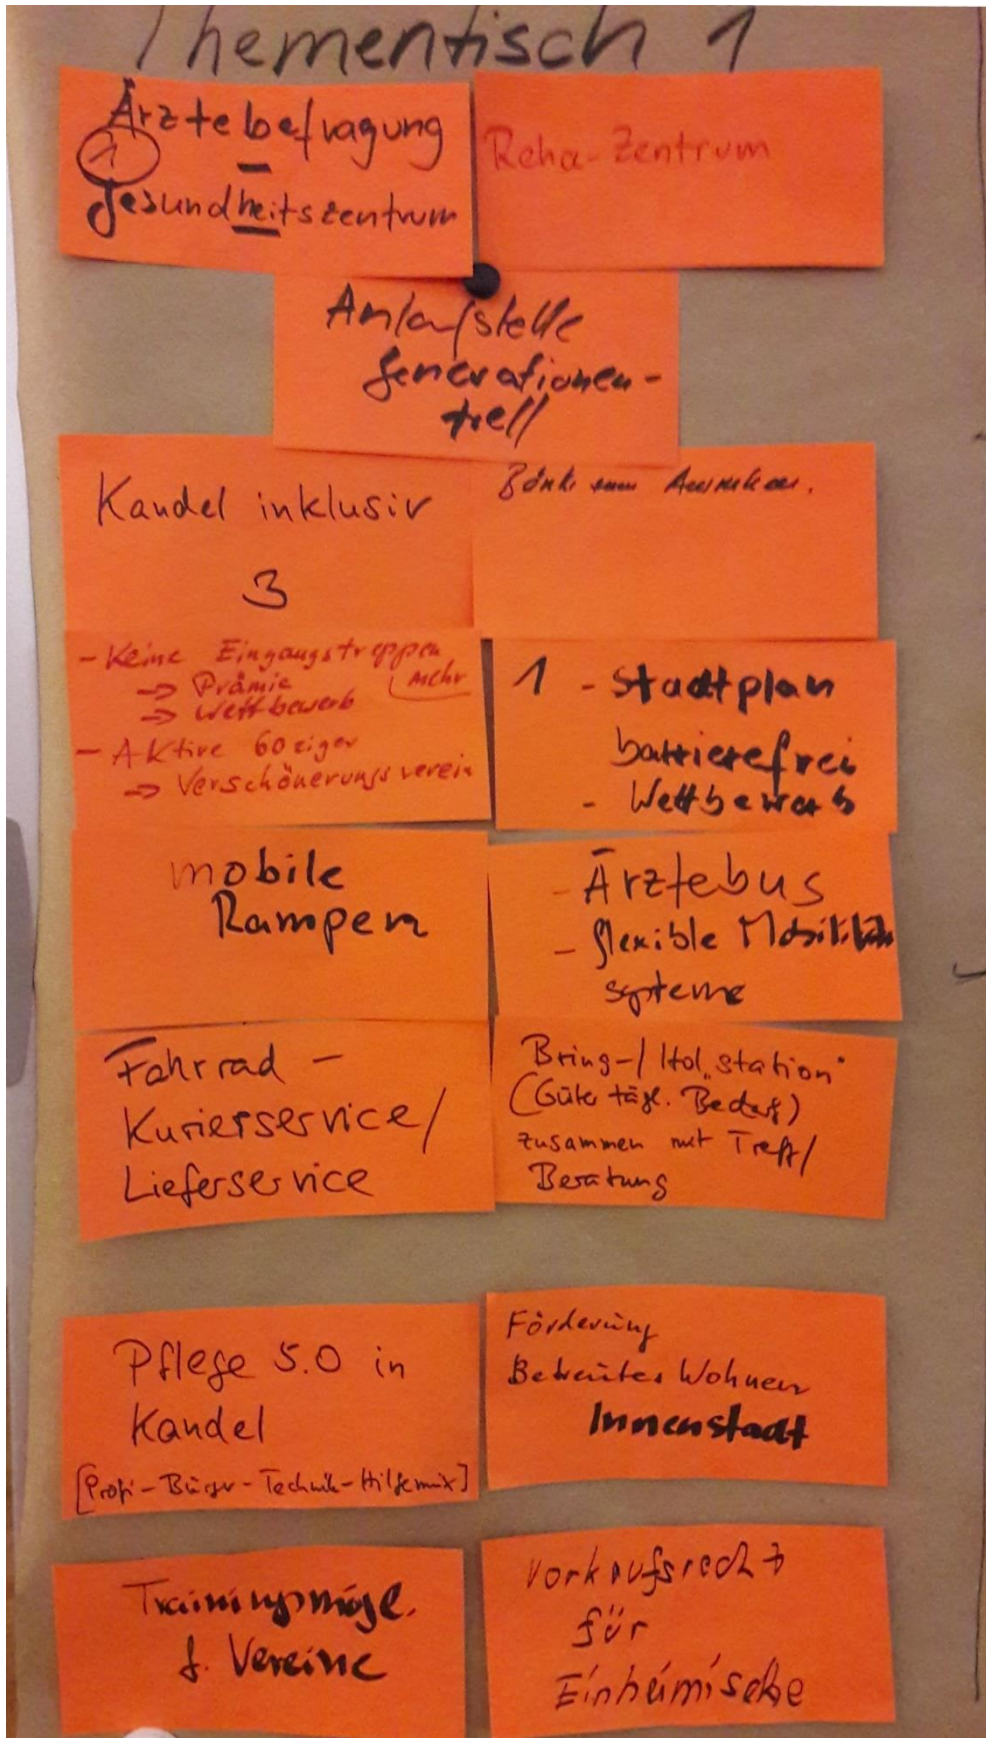 Thementisch 1
Ärztebefragung
1
Gesundheitszentrum
Reha-Zentrum
Anlaufstelle
Generationen-
treff
Kandel inklusiv
3
Bänke zum Ausruhen.
- Keine Eingangstreppen
mehr
→ Prämie
→ Wettbewerb
- Aktive 60ziger
→ Verschönerungsverein
1 - Stadtplan
barrierefrei
- Wettbewerb
mobile
Rampen
- Ärztebus
- flexible Mobilitäts
systeme
Fahrrad -
Kurierservice/
Lieferservice
Bring-/Hol„station"
(Güter tägl. Bedarf)
zusammen mit Treff/
Beratung
Pflege 5.0 in
Kandel
[Profi-Bürger-Technik-Hilfemix]
Förderung
Betreutes Wohnen
Innenstadt
Trainingsmögl.
f. Vereine
Vorkaufsrecht
für
Einheimische